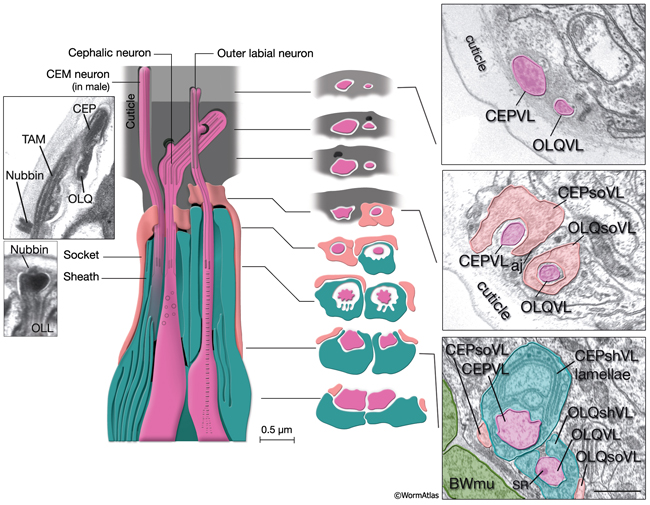 Cephalic neuron
Outer labial neuron
CEM neuron
(in male)
Cuticle
CEP
TAM
Nubbin
OLQ
Nubbin
OLL
Socket
Sheath
0.5 µm
©WormAtlas
cuticle
CEPVL
OLQVL
CEPsoVL
OLQsoVL
CEPVL
aj
OLQVL
cuticle
CEPsoVL
CEPVL
CEPshVL
lamellae
OLQshVL
OLQVL
OLQsoVL
SR
BWmu